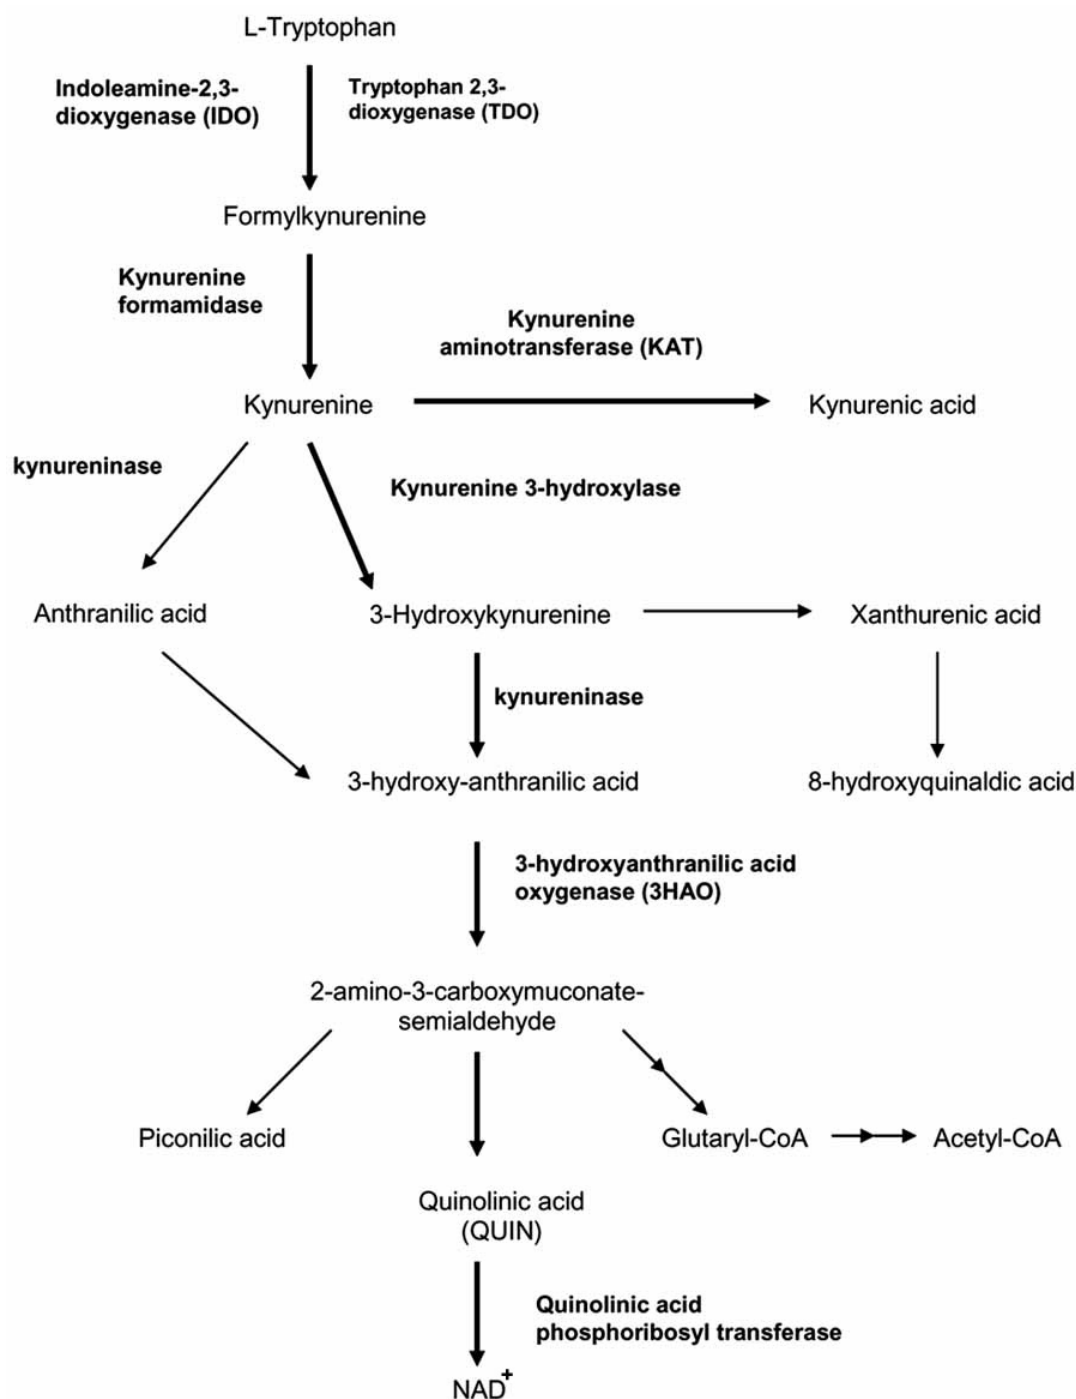 L-Tryptophan
Indoleamine-2,3-
dioxygenase (IDO)
Tryptophan 2,3-
dioxygenase (TDO)
Formylkynurenine
Kynurenine
formamidase
Kynurenine
aminotransferase (KAT)
Kynurenine
Kynurenic acid
kynureninase
Kynurenine 3-hydroxylase
Anthranilic acid
3-Hydroxykynurenine
Xanthurenic acid
kynureninase
3-hydroxy-anthranilic acid
8-hydroxyquinaldic acid
3-hydroxyanthranilic acid
oxygenase (3HAO)
2-amino-3-carboxymuconate-
semialdehyde
Piconilic acid
Glutaryl-CoA
Acetyl-CoA
Quinolinic acid
(QUIN)
Quinolinic acid
phosphoribosyl transferase
NAD+